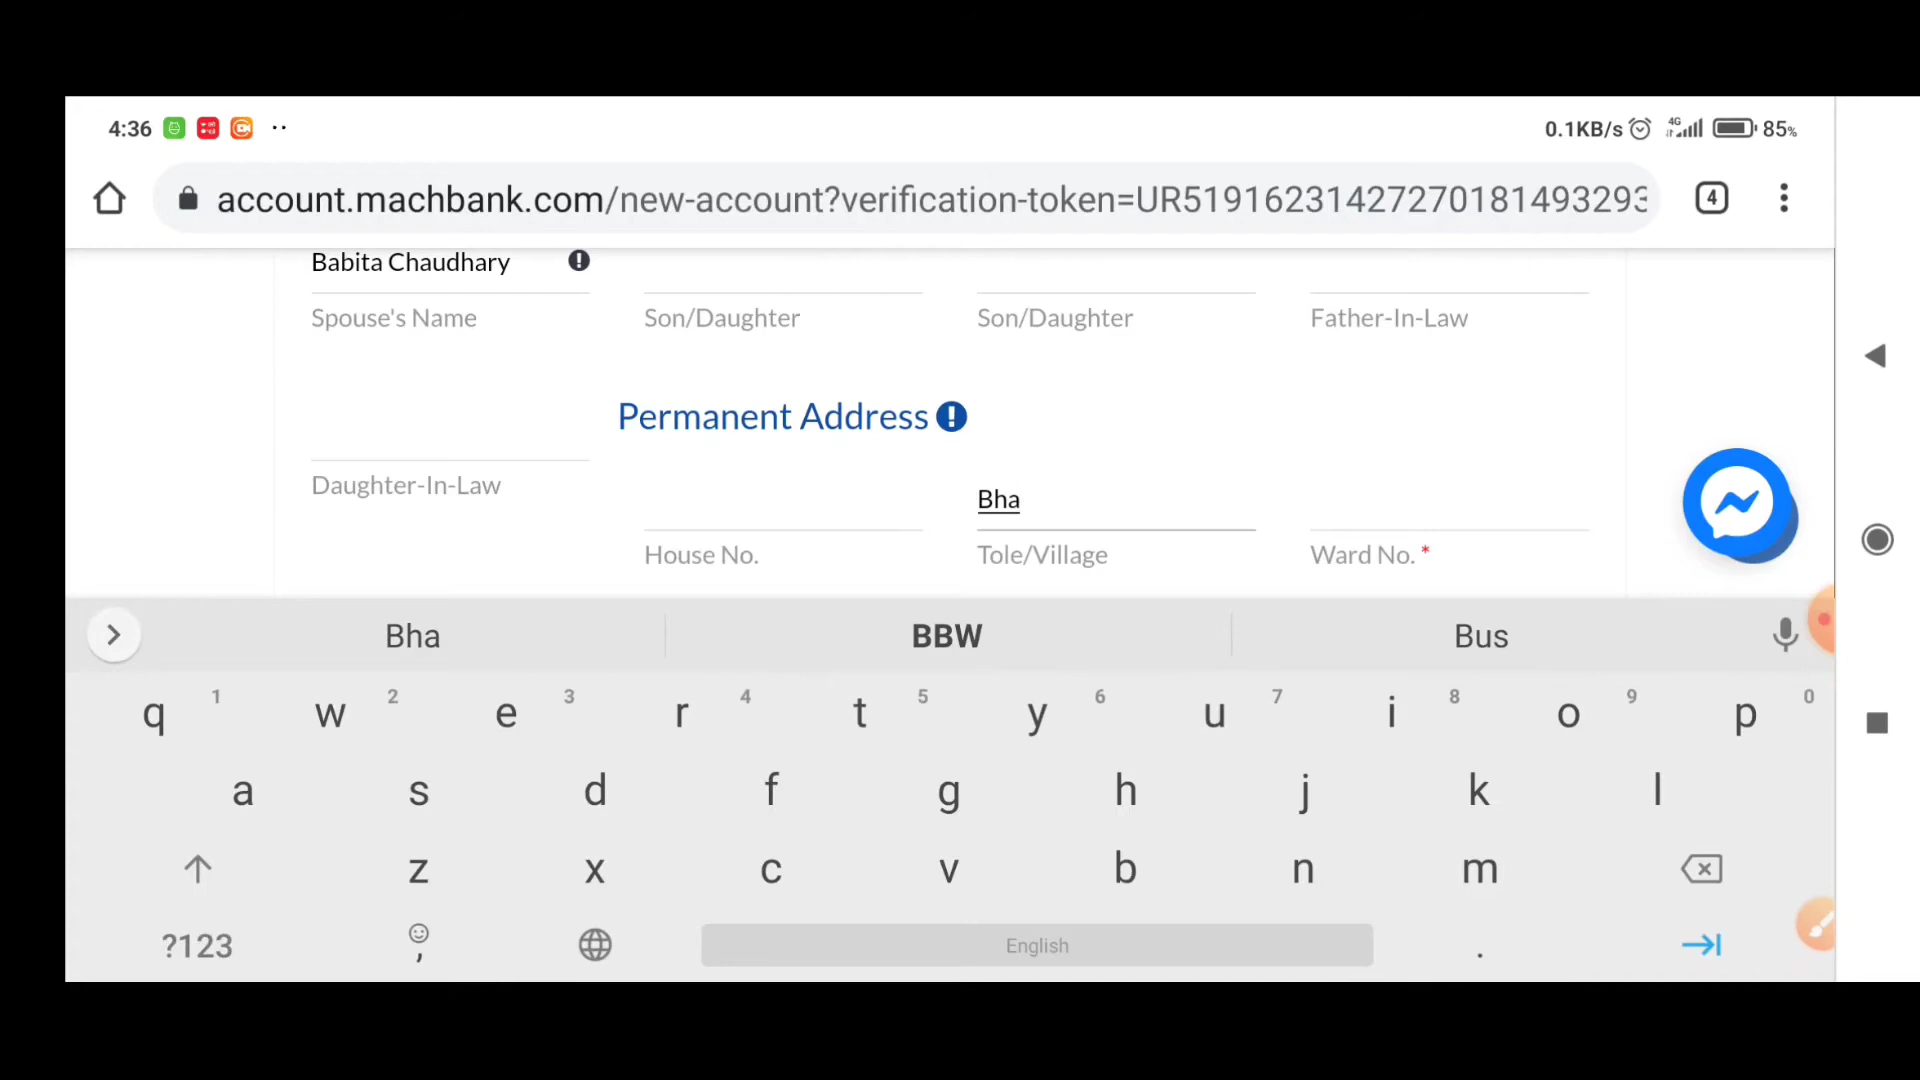 4:36
0.1KB/s 4G 85%
account.machbank.com/new-account?verification-token=UR51916231427270181493293
4
Babita Chaudhary
Spouse's Name Son/Daughter Son/Daughter Father-In-Law
Permanent Address
Daughter-In-Law
Bha
House No. Tole/Village Ward No. *
Bha BBW Bus
1 2 3 4 5 6 7 8 9 0
q w e r t y u i o p
a s d f g h j k l
z x c v b n m
?123 , English .